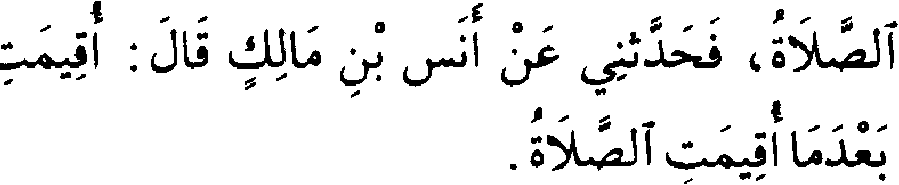 ٱلصَّلَاةُ، فَحَدَّثَنِي عَنْ أَنَس بْنِ مَالِكٍ قَالَ: أُقِيمَتِ
بَعْدَمَا أُقِيمَتِ ٱلصَّلَاةُ.